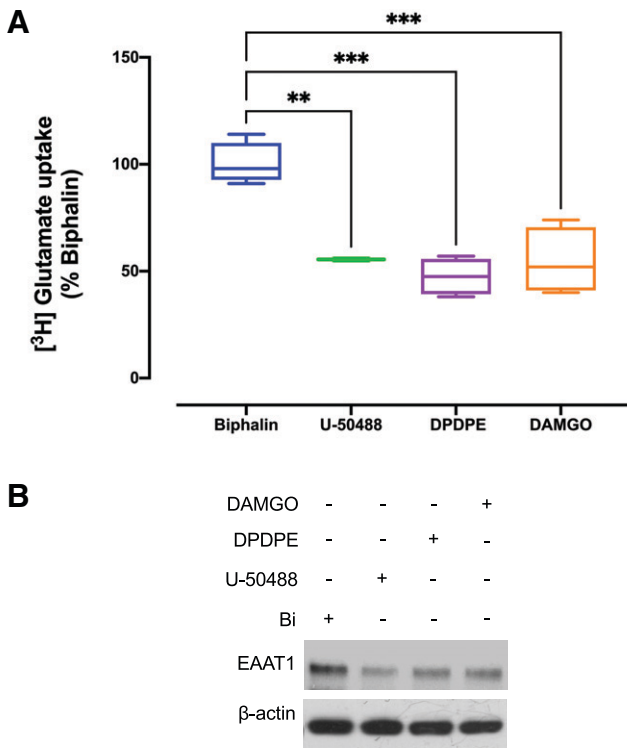 A
***
***
**
150
100
50
0
[³H] Glutamate uptake
(% Biphalin)
Biphalin U-50488 DPDPE DAMGO
B
DAMGO - - - +
DPDPE - - + -
U-50488 - + - -
Bi + - - -
EAAT1
β-actin